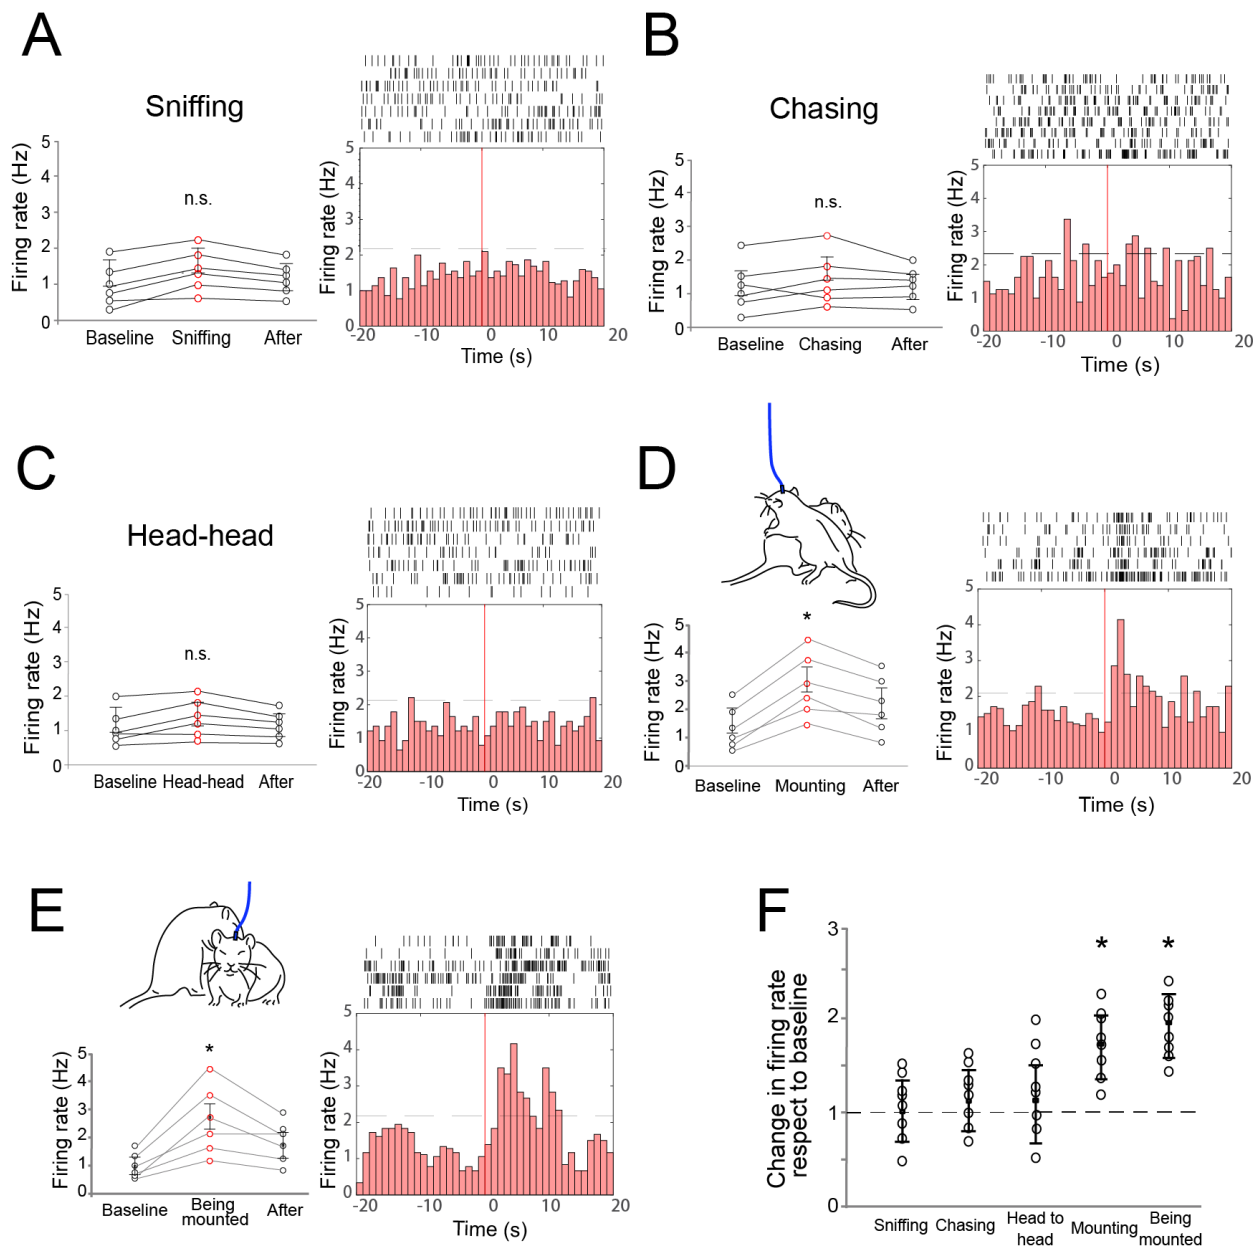 A
Sniffing
n.s.
Firing rate (Hz)
5
4
3
2
1
0
Baseline Sniffing After
Firing rate (Hz)
5
4
3
2
1
0
-20 -10 0 10 20
Time (s)
B
Chasing
n.s.
Firing rate (Hz)
5
4
3
2
1
0
Baseline Chasing After
Firing rate (Hz)
5
4
3
2
1
0
-20 -10 0 10 20
Time (s)
C
Head-head
n.s.
Firing rate (Hz)
5
4
3
2
1
0
Baseline Head-head After
Firing rate (Hz)
5
4
3
2
1
0
-20 -10 0 10 20
Time (s)
D
*
Firing rate (Hz)
5
4
3
2
1
0
Baseline Mounting After
Firing rate (Hz)
5
4
3
2
1
0
-20 -10 0 10 20
Time (s)
E
*
Firing rate (Hz)
5
4
3
2
1
0
Baseline Being After
mounted
Firing rate (Hz)
5
4
3
2
1
0
-20 -10 0 10 20
Time (s)
F
* *
Change in firing rate
respect to baseline
3
2
1
0
Sniffing Chasing Head to Mounting Being
head mounted